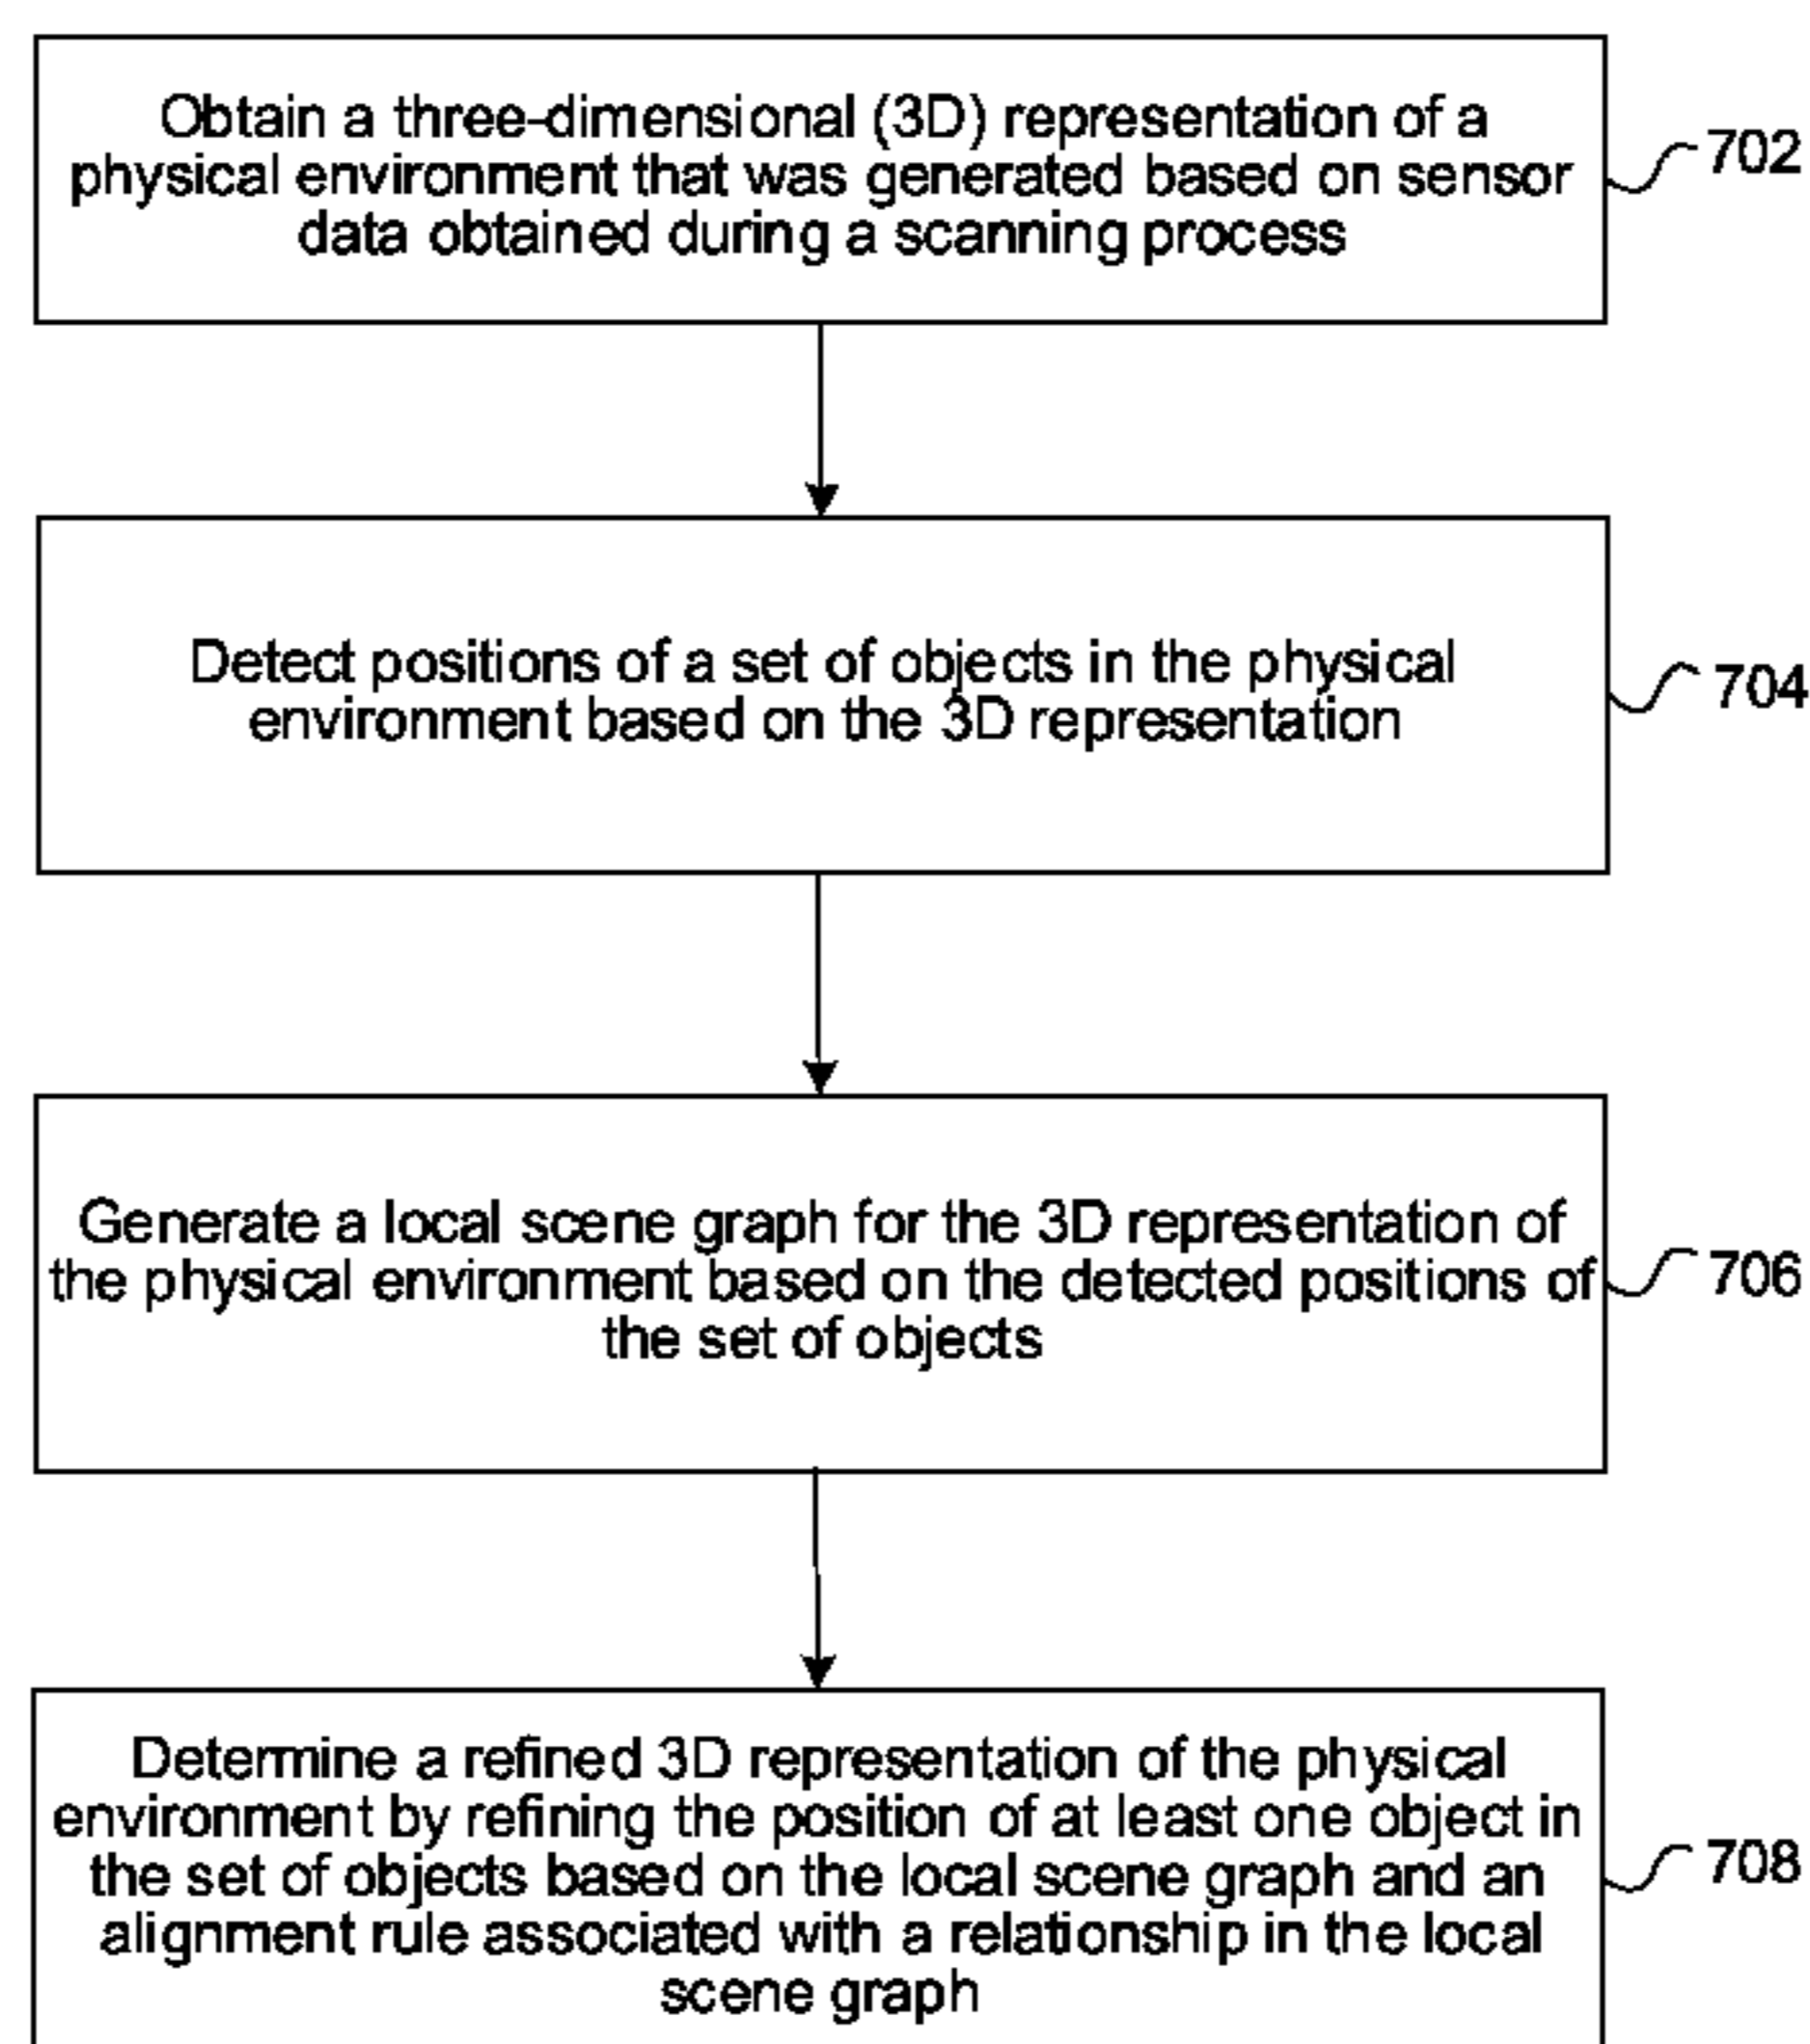 Obtain a three-dimensional (3D) representation of a
physical environment that was generated based on sensor
data obtained during a scanning process
702
Detect positions of a set of objects in the physical
environment based on the 3D representation
704
Generate a local scene graph for the 3D representation of
the physical environment based on the detected positions of
the set of objects
706
Determine a refined 3D representation of the physical
environment by refining the position of at least one object in
the set of objects based on the local scene graph and an
alignment rule associated with a relationship in the local
scene graph
708